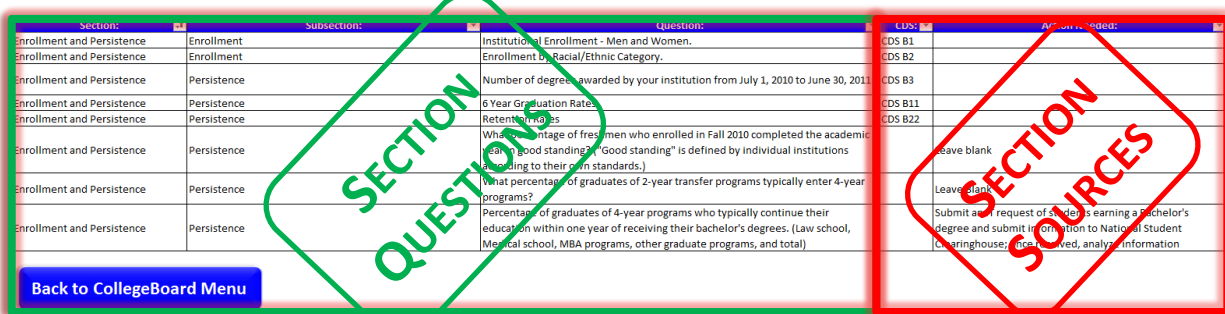 Section: Subsection: Question: CDS: Action Needed:
Enrollment and Persistence Enrollment Institutional Enrollment - Men and Women. CDS B1
Enrollment and Persistence Enrollment Enrollment by Racial/Ethnic Category. CDS B2
Enrollment and Persistence Persistence Number of degrees awarded by your institution from July 1, 2010 to June 30, 2011 CDS B3
Enrollment and Persistence Persistence 6 Year Graduation Rates CDS B11
Enrollment and Persistence Persistence Retention Rates CDS B22
Enrollment and Persistence Persistence What percentage of freshmen who enrolled in Fall 2010 completed the academic
year in good standing? ("Good standing" is defined by individual institutions Leave blank
according to their own standards.)
Enrollment and Persistence Persistence What percentage of graduates of 2-year transfer programs typically enter 4-year Leave Blank
programs?
Percentage of graduates of 4-year programs who typically continue their Submit an request of students earning a Bachelor's
Enrollment and Persistence Persistence education within one year of receiving their bachelor's degrees. (Law school, degree and submit information to National Student
Medical school, MBA programs, other graduate programs, and total) Clearinghouse; once received, analyze information
SECTION
QUESTIONS
SECTION
SOURCES
Back to CollegeBoard Menu